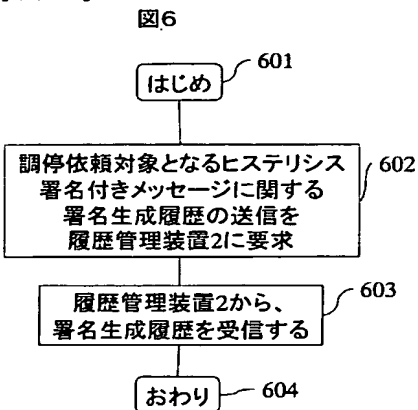 図6
はじめ
601
調停依頼対象となるヒステリシス
署名付きメッセージに関する
署名生成履歴の送信を
履歴管理装置2に要求
602
履歴管理装置2から、
署名生成履歴を受信する
603
おわり
604